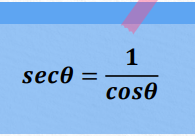 secθ = 1/cosθ